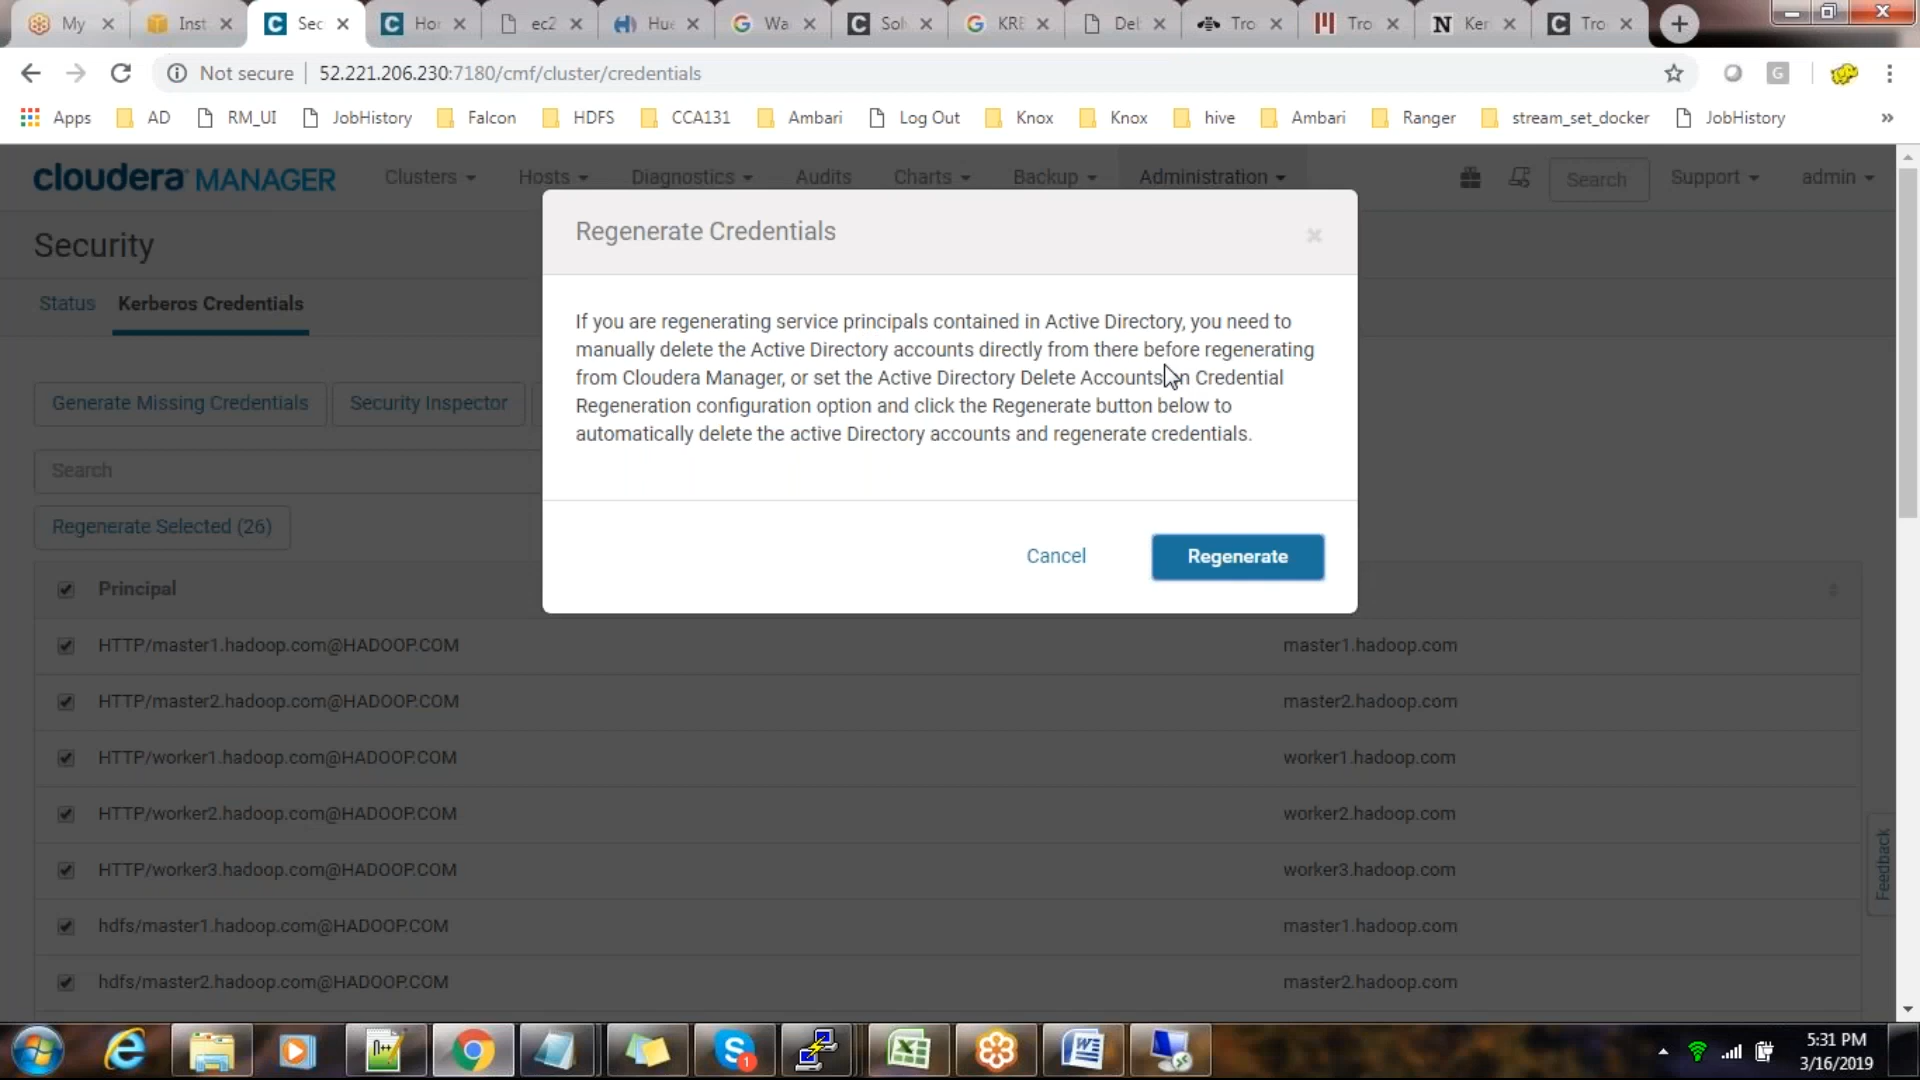 My
Inst
Sec
Hor
ec2
Hue
Wa
Sol
KRE
Del
Tro
Tro
Ker
Tro
Not secure
52.221.206.230:7180/cmf/cluster/credentials
Apps
AD
RM_UI
JobHistory
Falcon
HDFS
CCA131
Ambari
Log Out
Knox
Knox
hive
Ambari
Ranger
stream_set_docker
JobHistory
»
cloudera MANAGER
Clusters
Hosts
Diagnostics
Audits
Charts
Backup
Administration
Search
Support
admin
Security
Status
Kerberos Credentials
Generate Missing Credentials
Security Inspector
Search
Regenerate Selected (26)
Regenerate Credentials
×
If you are regenerating service principals contained in Active Directory, you need to
manually delete the Active Directory accounts directly from there before regenerating
from Cloudera Manager, or set the Active Directory Delete Accounts on Credential
Regeneration configuration option and click the Regenerate button below to
automatically delete the active Directory accounts and regenerate credentials.
Cancel
Regenerate
Principal
HTTP/master1.hadoop.com@HADOOP.COM
master1.hadoop.com
HTTP/master2.hadoop.com@HADOOP.COM
master2.hadoop.com
HTTP/worker1.hadoop.com@HADOOP.COM
worker1.hadoop.com
HTTP/worker2.hadoop.com@HADOOP.COM
worker2.hadoop.com
HTTP/worker3.hadoop.com@HADOOP.COM
worker3.hadoop.com
hdfs/master1.hadoop.com@HADOOP.COM
master1.hadoop.com
hdfs/master2.hadoop.com@HADOOP.COM
master2.hadoop.com
Feedback
5:31 PM
3/16/2019